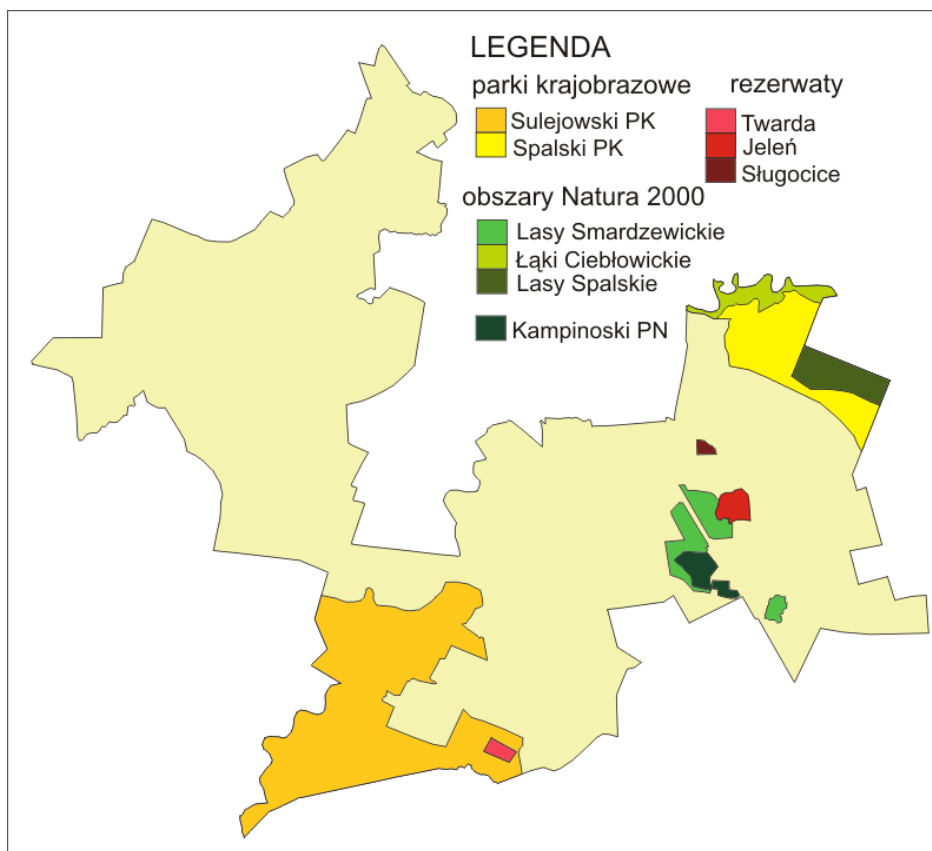 LEGENDA
parki krajobrazowe
Sulejowski PK
Spalski PK
rezerwaty
Twarda
Jeleń
Sługocice
obszary Natura 2000
Lasy Smardzewickie
Łąki Ciebłowickie
Lasy Spalskie
Kampinoski PN